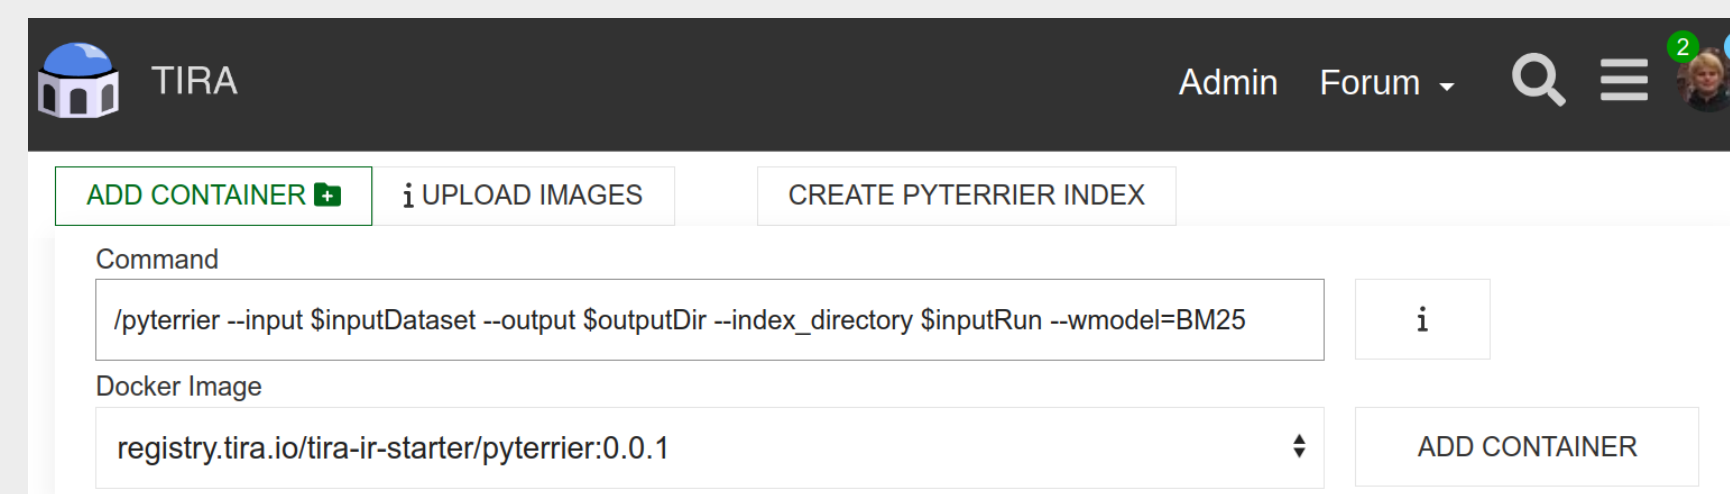 TIRA Admin Forum 2
ADD CONTAINER i UPLOAD IMAGES CREATE PYTERRIER INDEX
Command
/pyterrier --input $inputDataset --output $outputDir --index_directory $inputRun --wmodel=BM25 i
Docker Image
registry.tira.io/tira-ir-starter/pyterrier:0.0.1 ADD CONTAINER